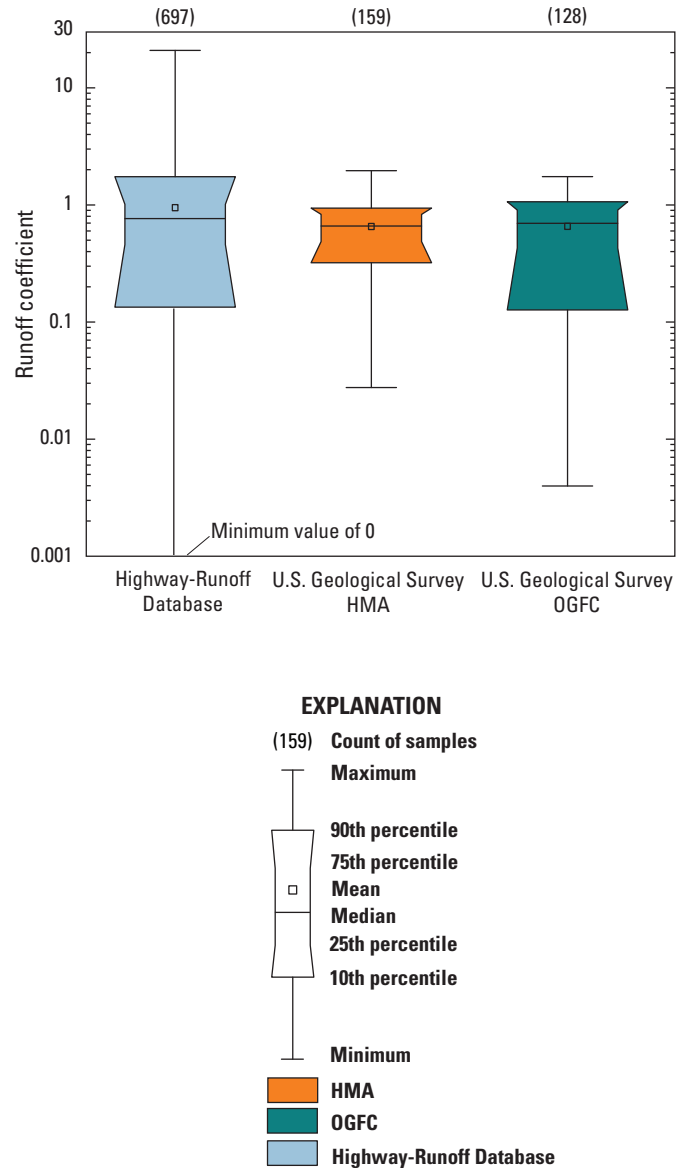 (697) (159) (128)
30
10
1
0.1
0.01
0.001
Runoff coefficient
Minimum value of 0
Highway-Runoff
Database
U.S. Geological Survey
HMA
U.S. Geological Survey
OGFC
EXPLANATION
(159) Count of samples
Maximum
90th percentile
75th percentile
Mean
Median
25th percentile
10th percentile
Minimum
HMA
OGFC
Highway-Runoff Database